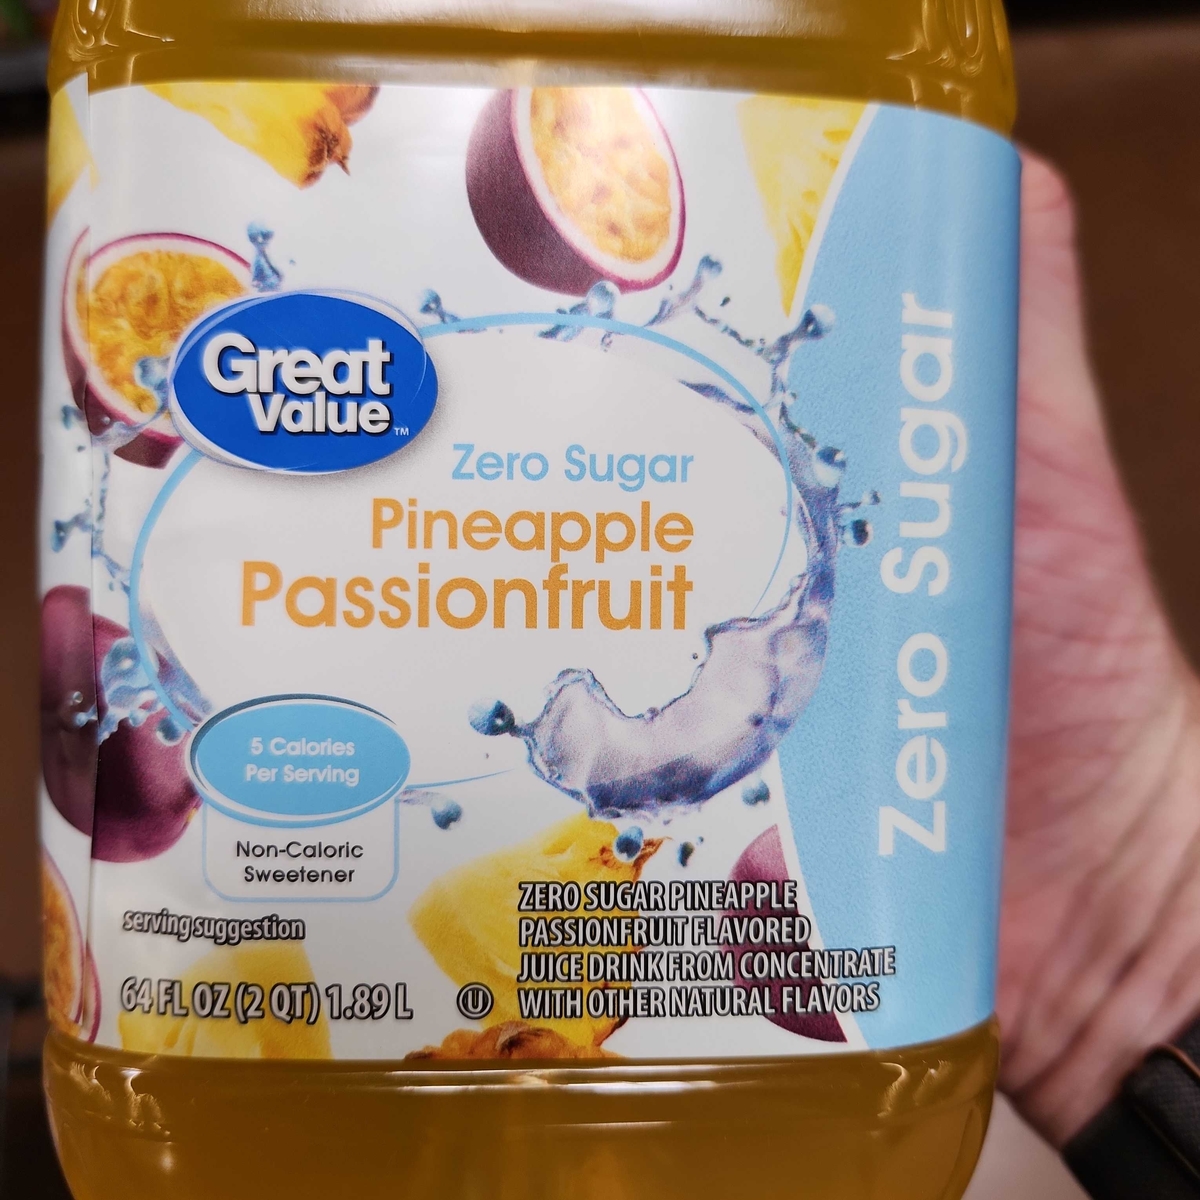 Great
Value™
Zero Sugar
Pineapple
Passionfruit
5 Calories
Per Serving
Non-Caloric
Sweetener
serving suggestion
64 FL OZ (2 QT) 1.89 L
U
ZERO SUGAR PINEAPPLE
PASSIONFRUIT FLAVORED
JUICE DRINK FROM CONCENTRATE
WITH OTHER NATURAL FLAVORS
Zero Sugar